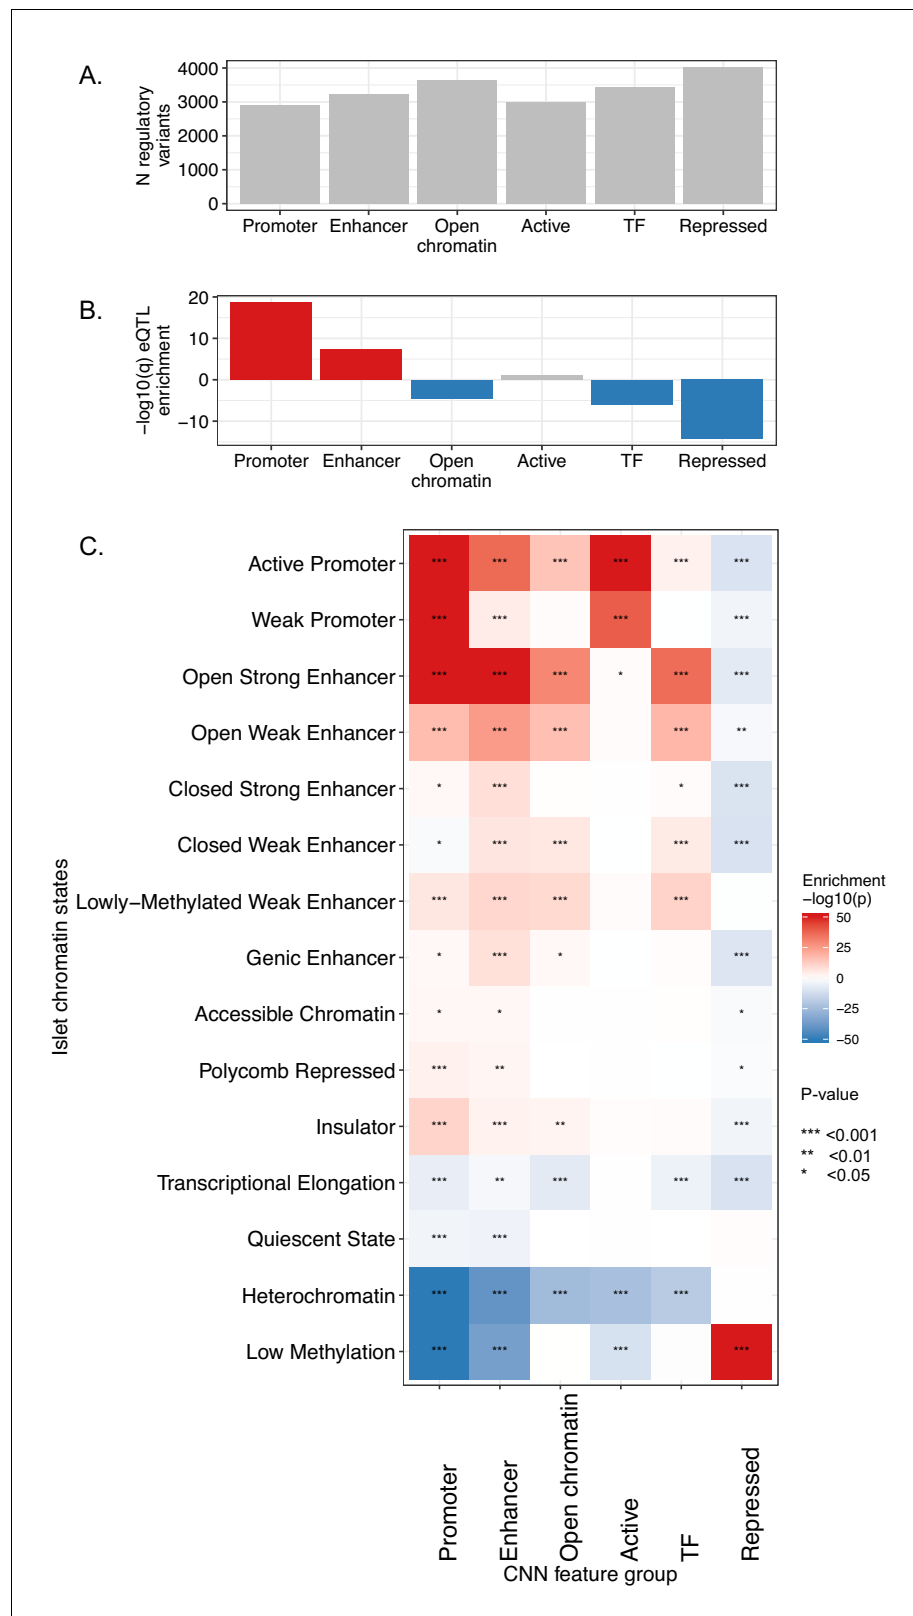 A.
N regulatory
variants
4000
3000
2000
1000
0
Promoter Enhancer Open chromatin Active TF Repressed
B.
−log10(q) eQTL
enrichment
20
10
0
−10
Promoter Enhancer Open chromatin Active TF Repressed
C.
Islet chromatin states
Active Promoter *** *** *** *** *** ***
Weak Promoter *** *** *** ***
Open Strong Enhancer *** *** *** * *** ***
Open Weak Enhancer *** *** *** *** **
Closed Strong Enhancer * *** * ***
Closed Weak Enhancer * *** *** *** ***
Lowly−Methylated Weak Enhancer *** *** *** ***
Genic Enhancer * *** * ***
Accessible Chromatin * * *
Polycomb Repressed *** ** *
Insulator *** *** ** ***
Transcriptional Elongation *** ** *** *** ***
Quiescent State *** ***
Heterochromatin *** *** *** *** ***
Low Methylation *** *** *** ***
Promoter
Enhancer
Open chromatin
Active
TF
Repressed
CNN feature group
Enrichment
−log10(p)
50
25
0
−25
−50
P-value
*** <0.001
** <0.01
* <0.05